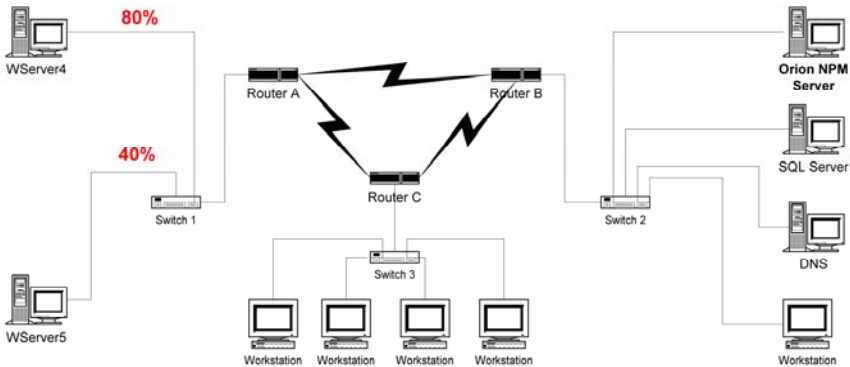 80%
WServer4
Router A
Router B
Orion NPM
Server
40%
SQL Server
Router C
Switch 1
Switch 2
DNS
Switch 3
WServer5
Workstation
Workstation
Workstation
Workstation
Workstation